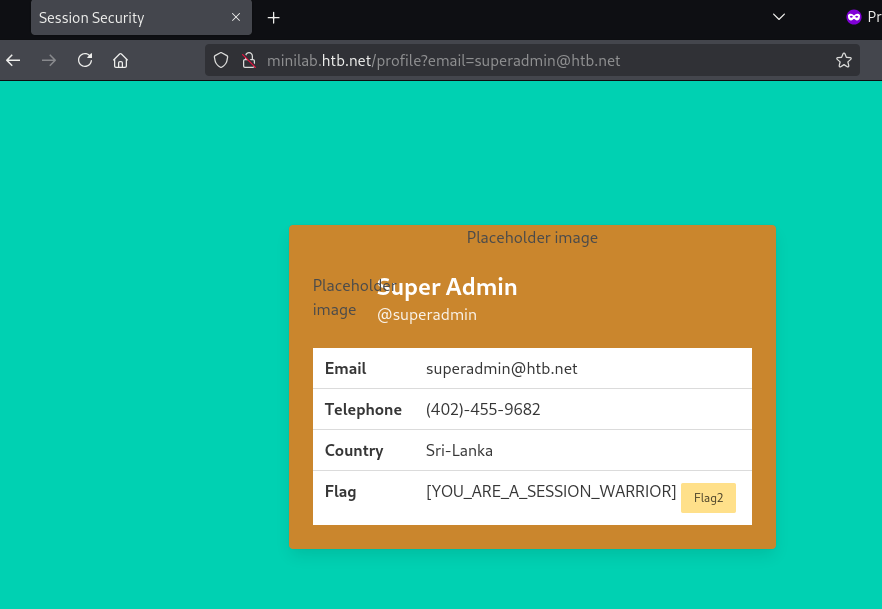 Session Security
Pr
minilab.htb.net/profile?email=superadmin@htb.net
Placeholder image
Placeholder
image
Super Admin
@superadmin
Email superadmin@htb.net
Telephone (402)-455-9682
Country Sri-Lanka
Flag [YOU_ARE_A_SESSION_WARRIOR] Flag2